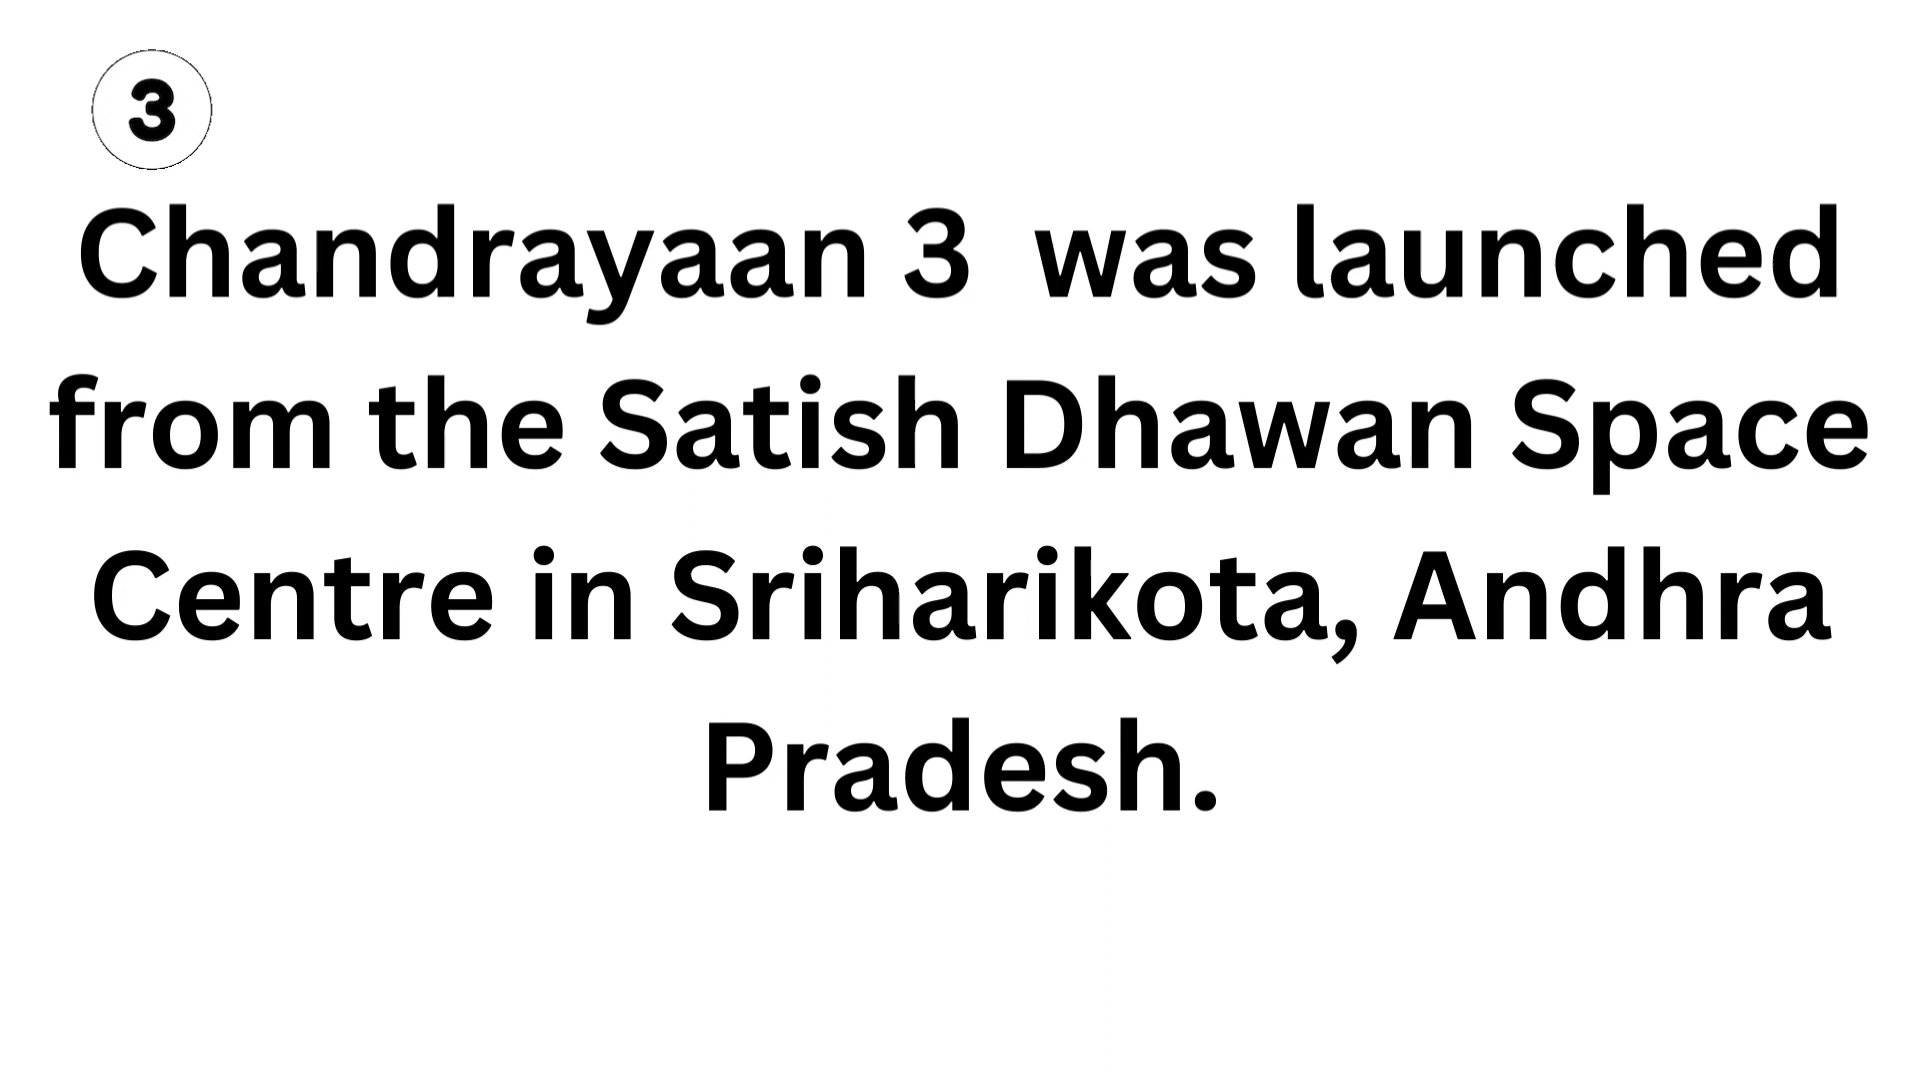 3
Chandrayaan 3  was launched
from the Satish Dhawan Space
Centre in Sriharikota, Andhra
Pradesh.